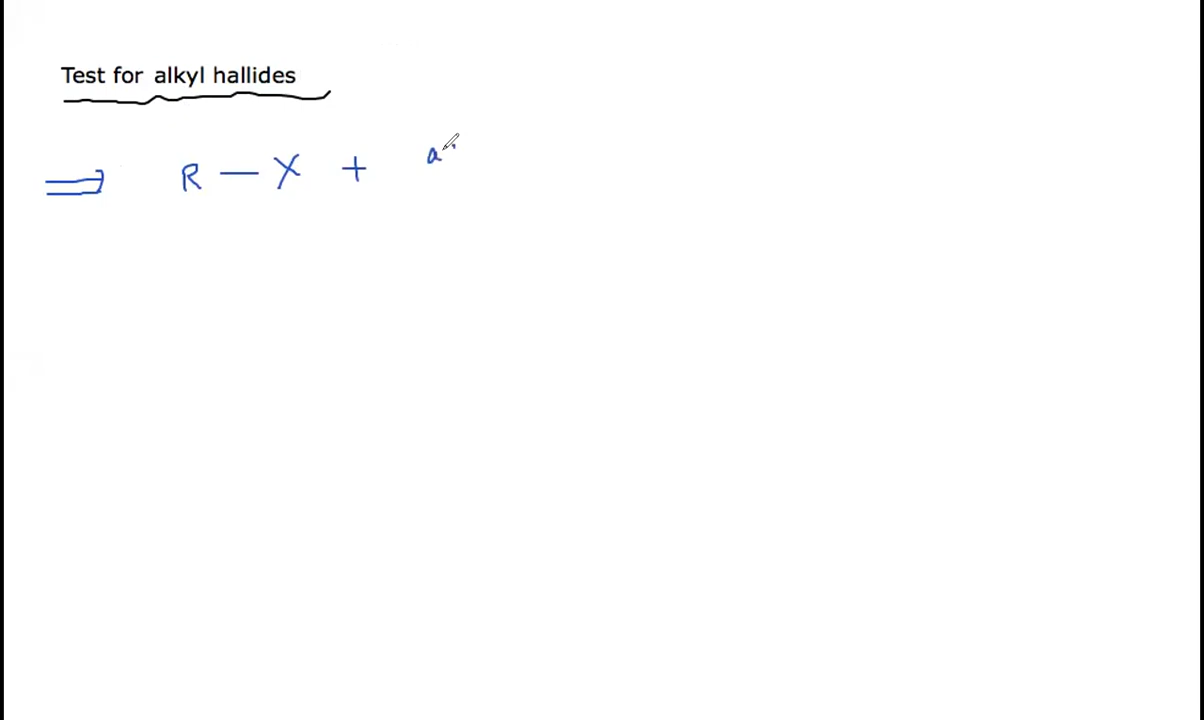 Test for alkyl hallides
⇒ R — X + a